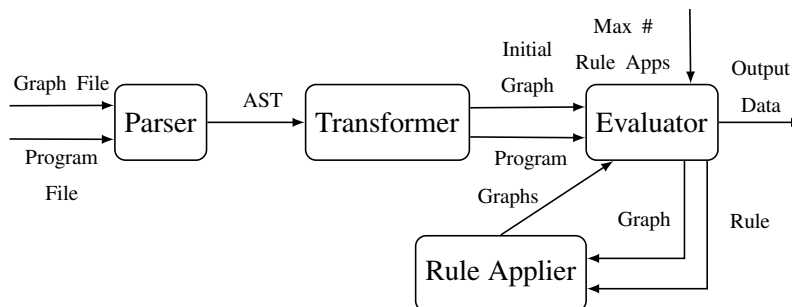 Graph File
Program
File
Parser
AST
Transformer
Initial
Graph
Program
Max #
Rule Apps
Evaluator
Output
Data
Graphs
Graph
Rule
Rule Applier